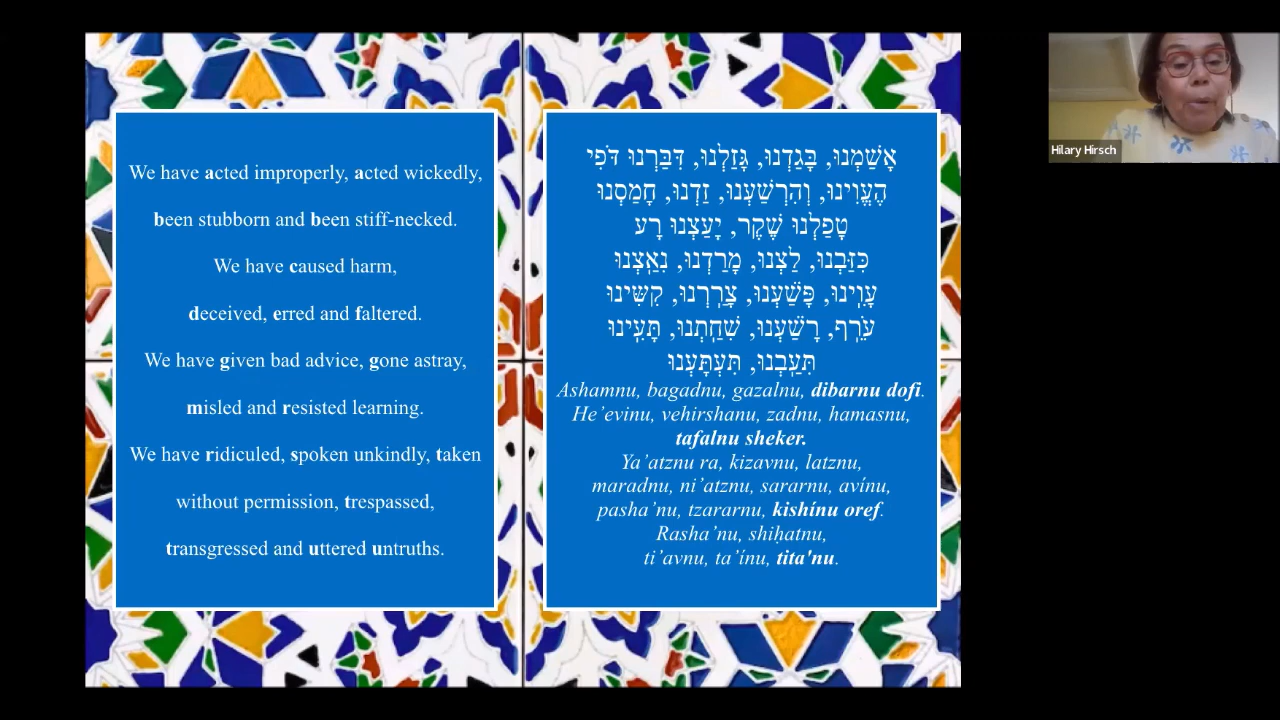 We have acted improperly, acted wickedly,
been stubborn and been stiff-necked.
We have caused harm,
deceived, erred and faltered.
We have given bad advice, gone astray,
misled and resisted learning.
We have ridiculed, spoken unkindly, taken
without permission, trespassed,
transgressed and uttered untruths.
אָשַׁמְנוּ, בָּגַדְנוּ, גָּזַלְנוּ, דִּבַּרְנוּ דֹּפִי
הֶעֱוִינוּ, וְהִרְשַׁעְנוּ, זַדְנוּ, חָמַסְנוּ
טָפַלְנוּ שֶׁקֶר, יָעַצְנוּ רָע
כִּזַּבְנוּ, לַצְנוּ, מָרַדְנוּ, נִאַצְנוּ
עָוִינוּ, פָּשַׁעְנוּ, צָרַרְנוּ, קִשִּׁינוּ
עֹרֶף, רָשַׁעְנוּ, שִׁחַתְנוּ, תָּעִינוּ
תִּעַבְנוּ, תִּעְתָּעְנוּ
Ashamnu, bagadnu, gazalnu, dibarnu dofi.
He’evinu, vehirshanu, zadnu, hamasnu,
tafalnu sheker.
Ya’atznu ra, kizavnu, latznu,
maradnu, ni’atznu, sararnu, avínu,
pasha’nu, tzararnu, kishínu oref.
Rasha’nu, shiḥatnu,
ti’avnu, ta’ínu, tita'nu.
Hilary Hirsch